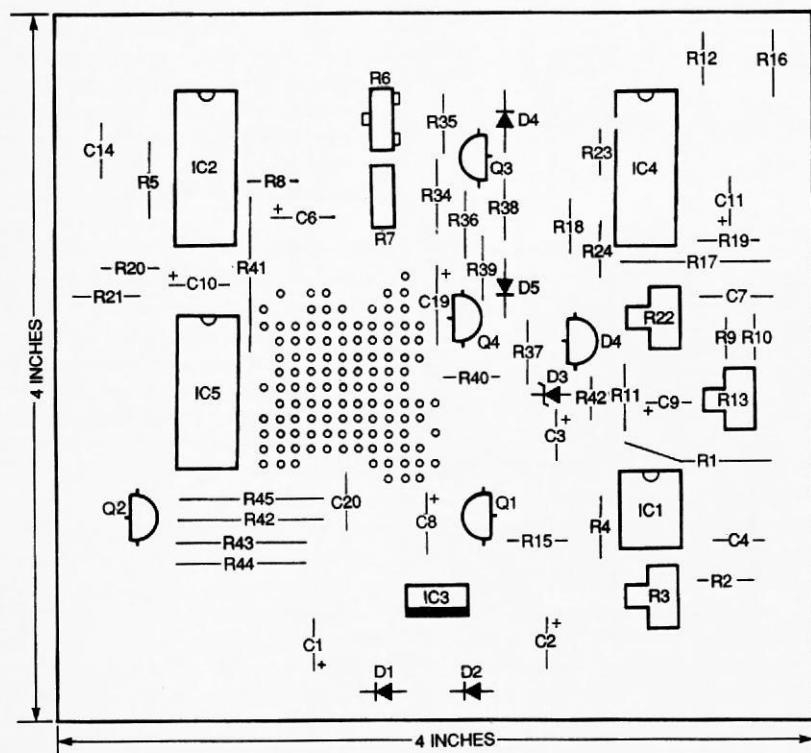 R12
R16
R6
R35
D4
C14
IC2
Q3
R23
IC4
R5
R8
R34
R38
C11
+
+
C6
R36
R18
R24
R19
R20
R41
R39
R17
+
C10
+
R21
C19
D5
C7
R7
R22
Q4
R37
D4
R9
R10
4 INCHES
IC5
R40
D3
R42
R11
+
C9
R13
C3
+
R1
Q2
R45
C20
+
C8
Q1
IC1
R42
R4
R43
R15
C4
R44
R2
IC3
R3
C1
+
C2
+
D1
D2
4 INCHES